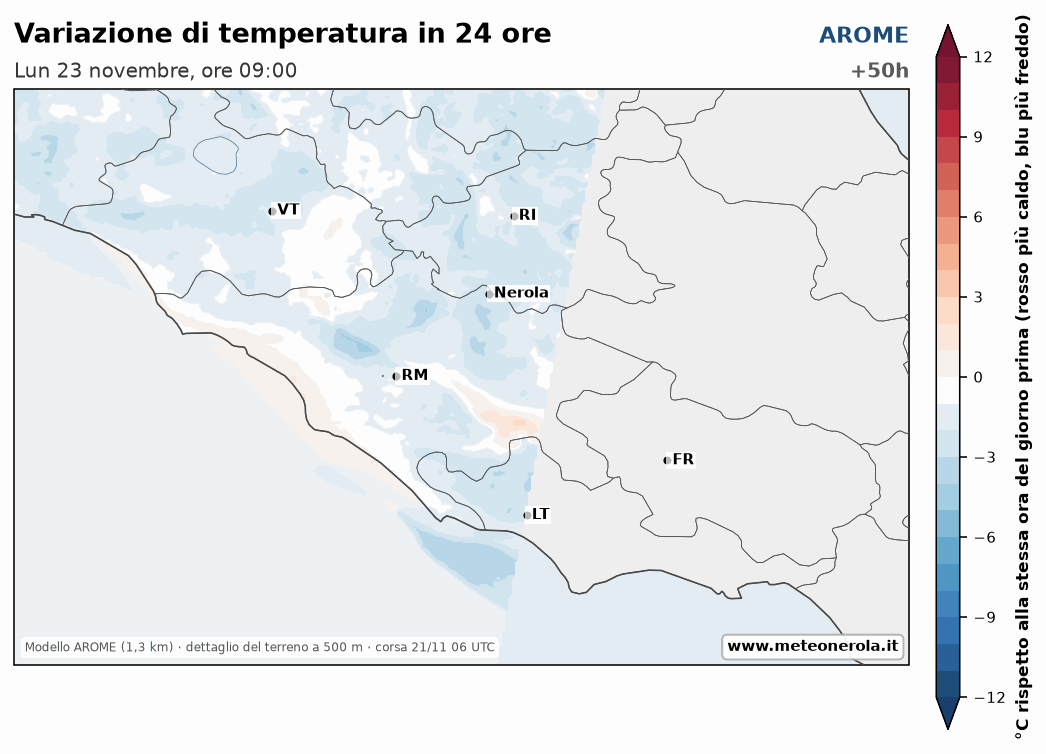 Variazione di temperatura in 24 ore
AROME
Lun 23 novembre, ore 09:00
+50h
VT
RI
Nerola
RM
FR
LT
Modello AROME (1,3 km) · dettaglio del terreno a 500 m · corsa 21/11 06 UTC
www.meteonerola.it
12
9
6
3
0
−3
−6
−9
−12
°C rispetto alla stessa ora del giorno prima (rosso più caldo, blu più freddo)